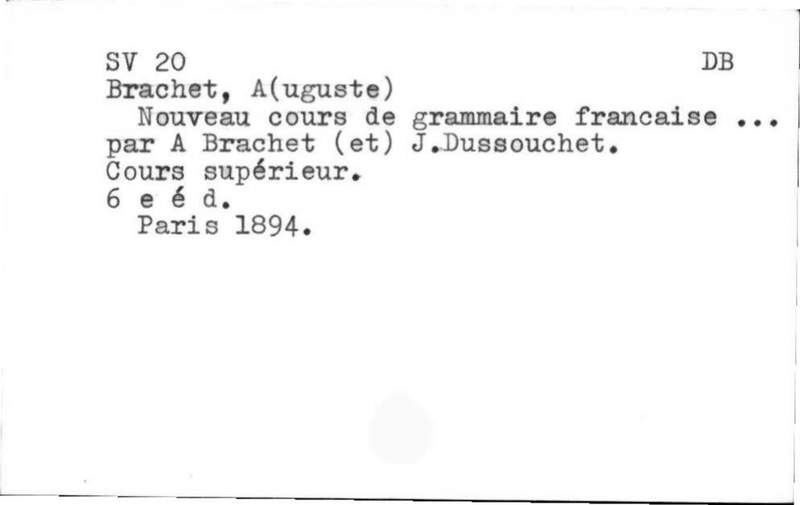 SV 20 DB
Brachet, A(uguste)
Nouveau cours de grammaire francaise ...
par A Brachet (et) J.Dussouchet.
Cours supérieur.
6 e é d.
Paris 1894.